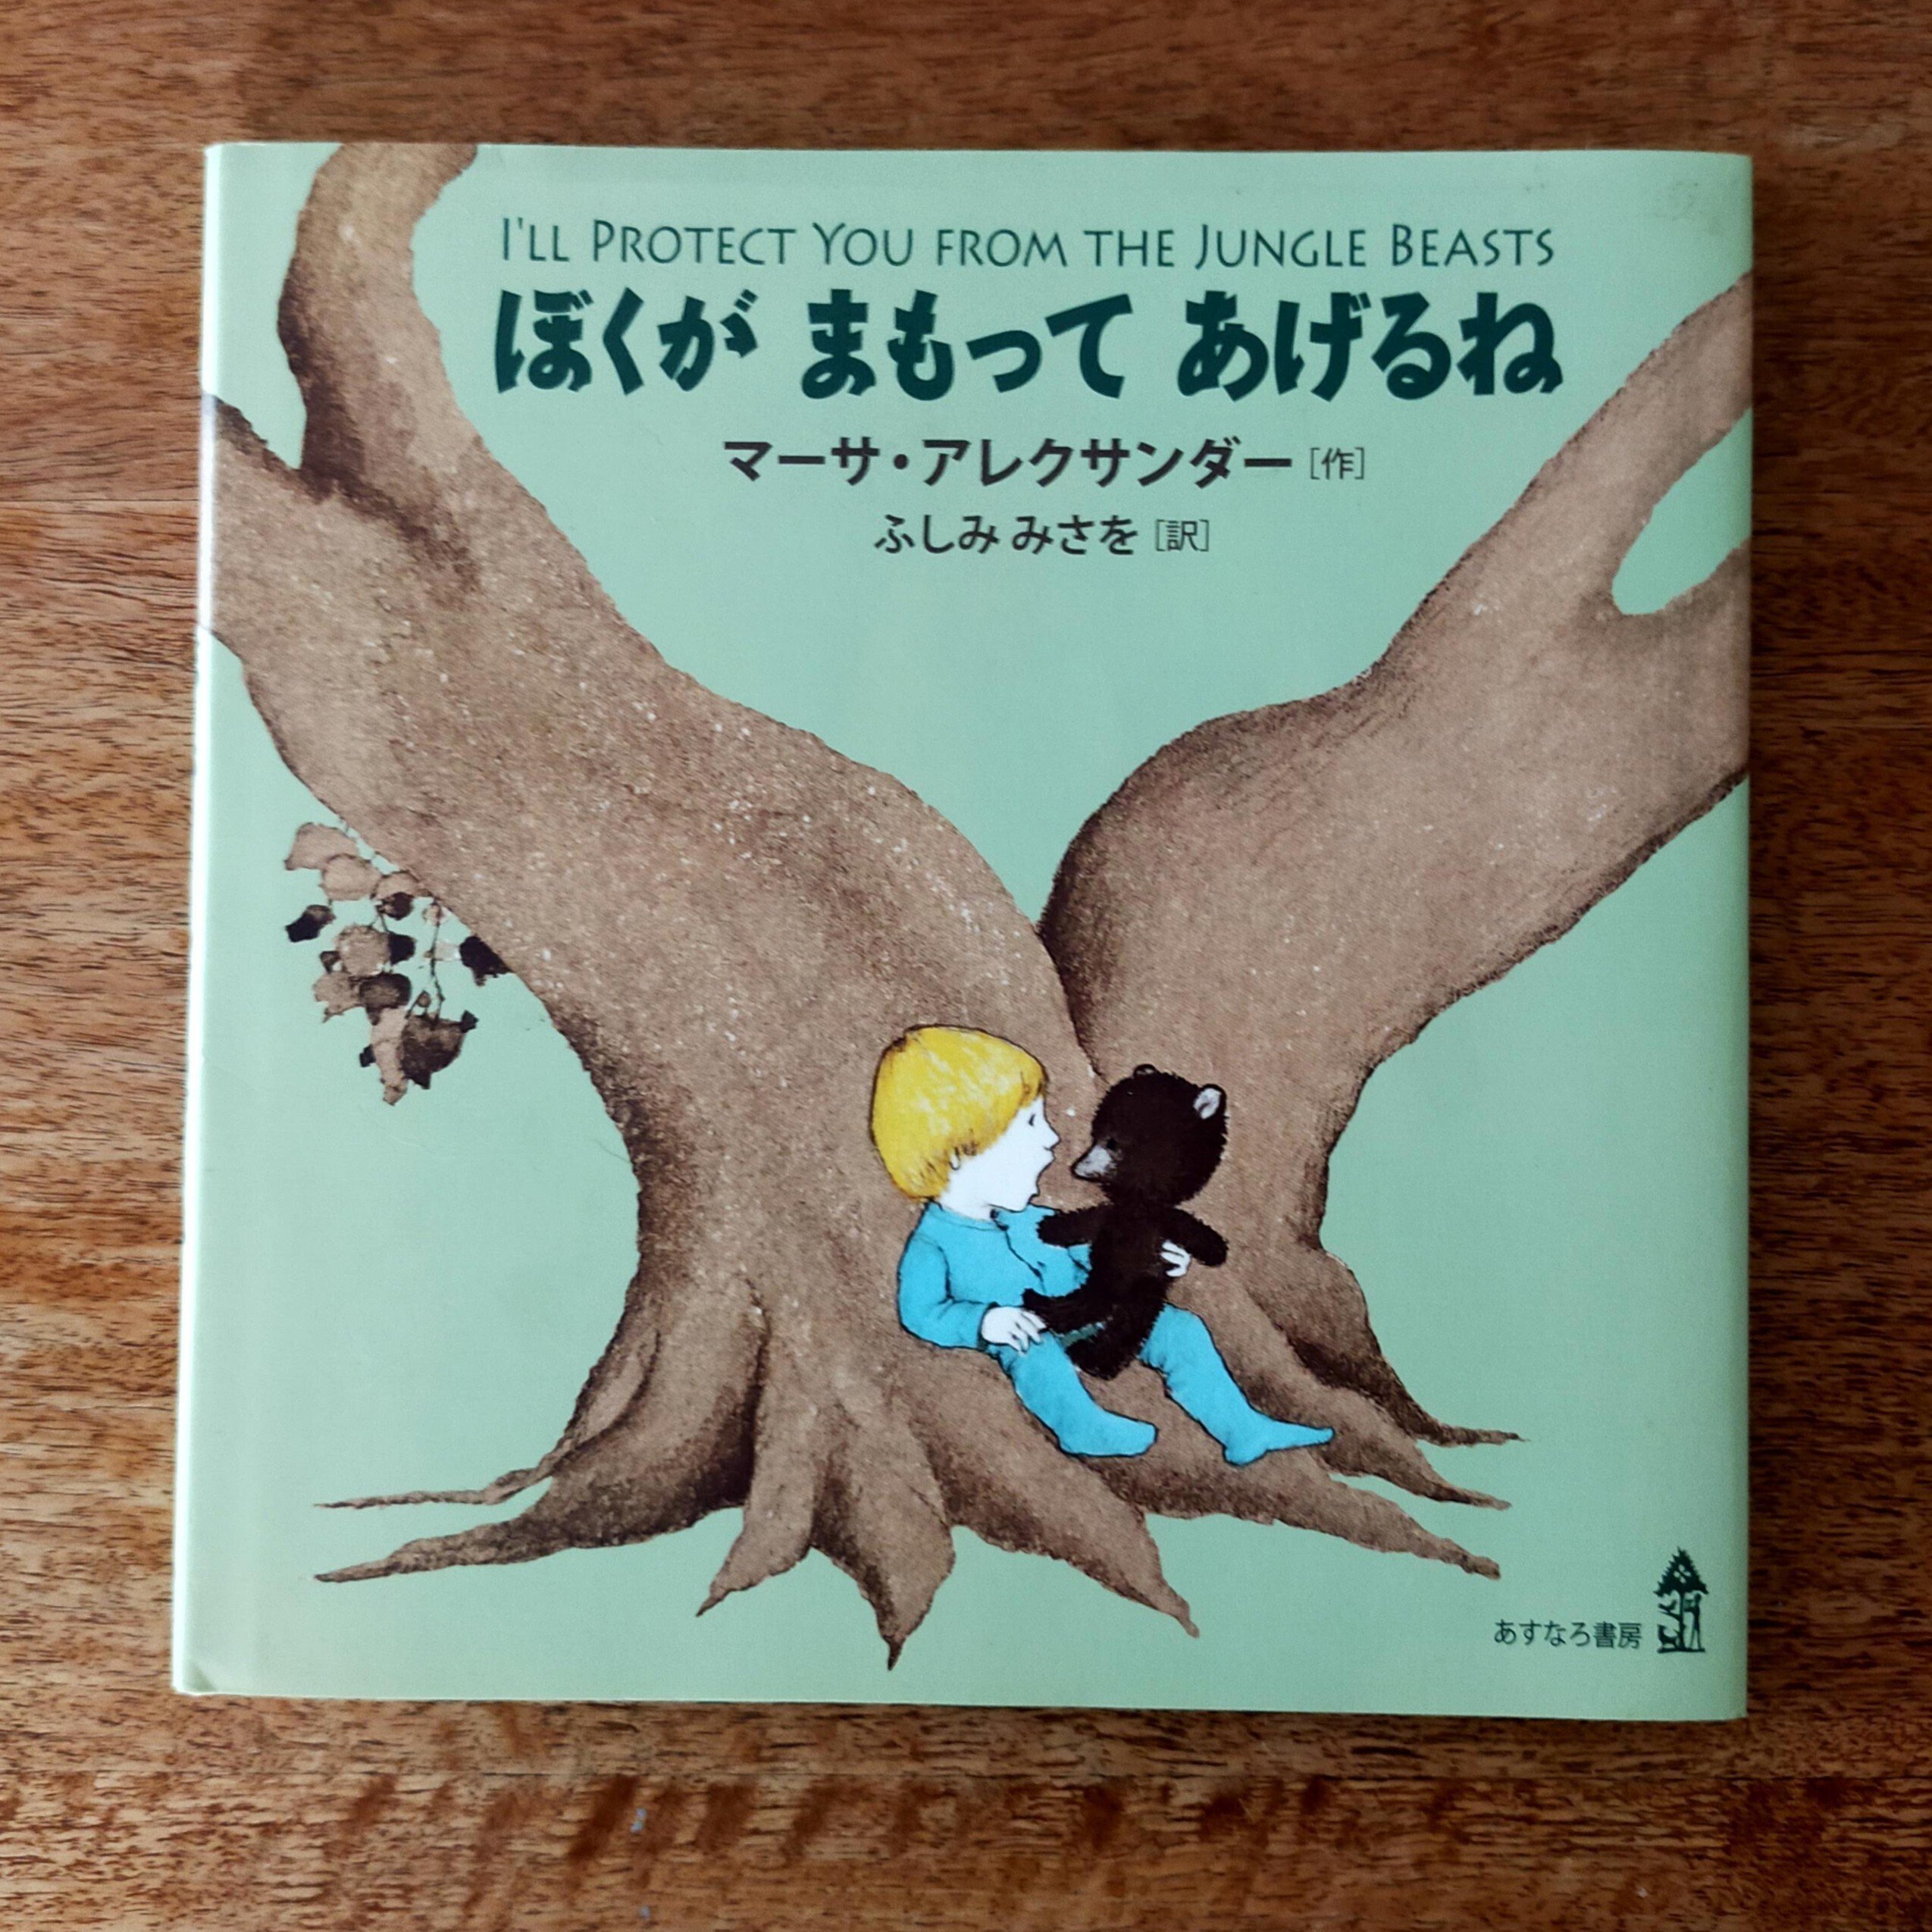 I'LL PROTECT YOU FROM THE JUNGLE BEASTS
ぼくが まもって あげるね
マーサ・アレクサンダー［作］
ふしみ みさを［訳］
あすなろ書房